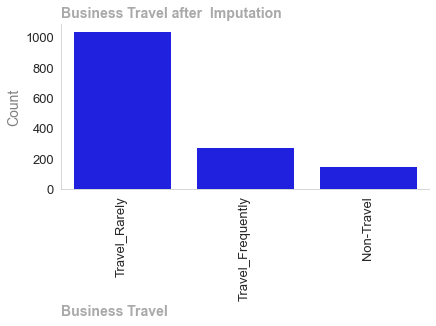 Business Travel after  Imputation
Count
1000
800
600
400
200
0
Travel_Rarely
Travel_Frequently
Non-Travel
Business Travel